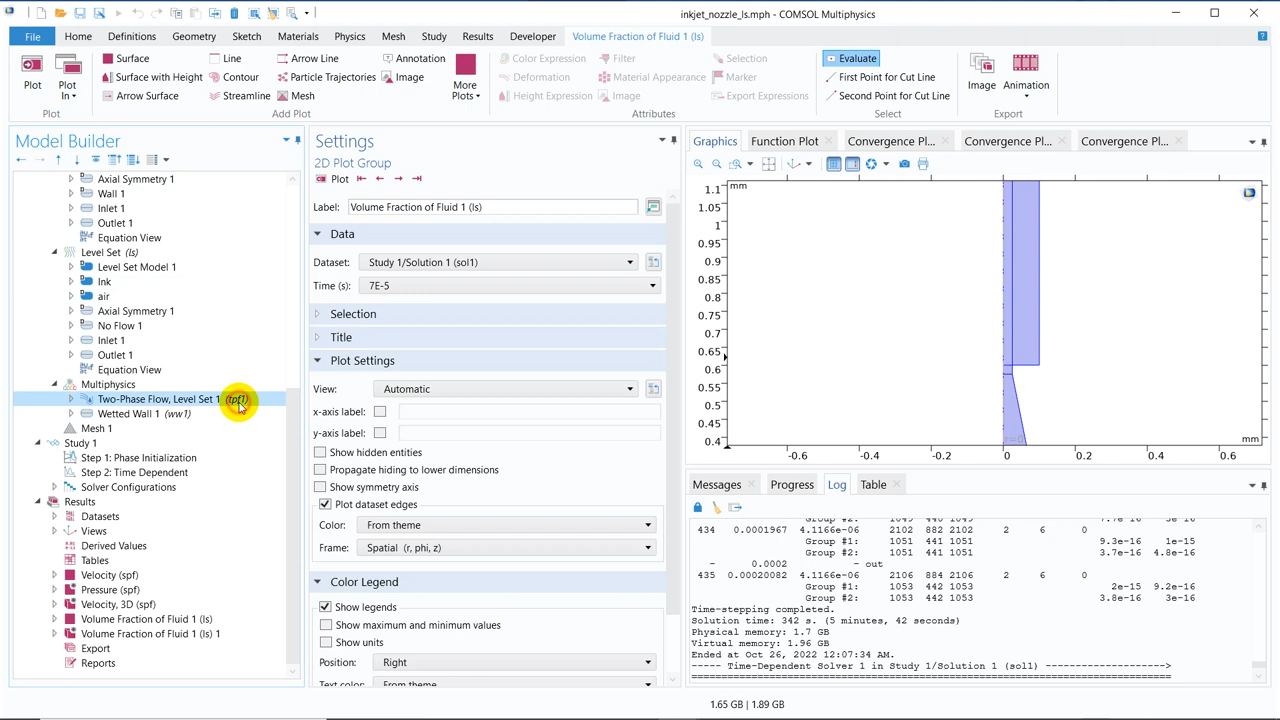 inkjet_nozzle_ls.mph - COMSOL Multiphysics
File Home Definitions Geometry Sketch Materials Physics Mesh Study Results Developer Volume Fraction of Fluid 1 (ls)
Plot
Plot In
Plot
Surface Line Arrow Line Annotation
Surface with Height Contour Particle Trajectories Image
Arrow Surface Streamline Mesh
More Plots
Add Plot
Color Expression Filter Selection
Deformation Material Appearance Marker
Height Expression Image Export Expressions
Attributes
Evaluate
First Point for Cut Line
Second Point for Cut Line
Select
Image Animation
Export
Model Builder
Axial Symmetry 1
Wall 1
Inlet 1
Outlet 1
Equation View
Level Set (ls)
Level Set Model 1
Ink
air
Axial Symmetry 1
No Flow 1
Inlet 1
Outlet 1
Equation View
Multiphysics
Two-Phase Flow, Level Set 1 (tpf1)
Wetted Wall 1 (ww1)
Mesh 1
Study 1
Step 1: Phase Initialization
Step 2: Time Dependent
Solver Configurations
Results
Datasets
Views
Derived Values
Tables
Velocity (spf)
Pressure (spf)
Velocity, 3D (spf)
Volume Fraction of Fluid 1 (ls)
Volume Fraction of Fluid 1 (ls) 1
Export
Reports
Settings
2D Plot Group
Plot
Label: Volume Fraction of Fluid 1 (ls)
Data
Dataset: Study 1/Solution 1 (sol1)
Time (s): 7E-5
Selection
Title
Plot Settings
View: Automatic
x-axis label:
y-axis label:
Show hidden entities
Propagate hiding to lower dimensions
Show symmetry axis
Plot dataset edges
Color: From theme
Frame: Spatial (r, phi, z)
Color Legend
Show legends
Show maximum and minimum values
Show units
Position: Right
Text color: From theme
Graphics Function Plot Convergence Pl... Convergence Pl... Convergence Pl...
mm
1.1
1.05
1
0.95
0.9
0.85
0.8
0.75
0.7
0.65
0.6
0.55
0.5
0.45
0.4
r=0
mm
-0.6 -0.4 -0.2 0 0.2 0.4 0.6
Messages Progress Log Table
434 0.0001967 4.1166e-06 2102 882 2102 2 6 0
Group #1: 1051 441 1051 9.3e-16 1e-15
Group #2: 1051 441 1051 3.7e-16 4.8e-16
- 0.0002 - out
435 0.00020082 4.1166e-06 2106 884 2106 2 6 0
Group #1: 1053 442 1053 2e-15 9.2e-16
Group #2: 1053 442 1053 3.8e-16 3e-16
Time-stepping completed.
Solution time: 342 s. (5 minutes, 42 seconds)
Physical memory: 1.7 GB
Virtual memory: 1.96 GB
Ended at Oct 26, 2022 12:07:34 AM.
----- Time-Dependent Solver 1 in Study 1/Solution 1 (sol1) -------------------->
1.65 GB | 1.89 GB